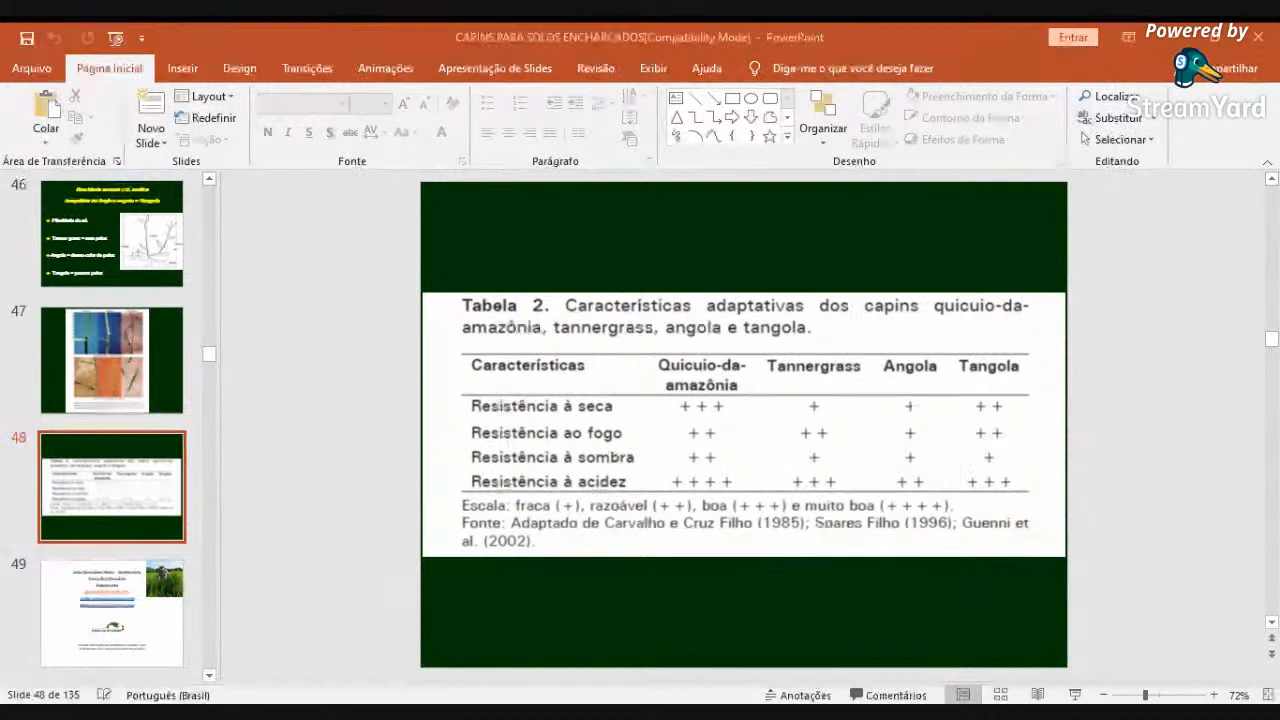 Powered by
StreamYard
CAPINS PARA SOLOS ENCHARCADOS [Compatibility Mode] - PowerPoint
Entrar
Arquivo
Página Inicial
Inserir
Design
Transições
Animações
Apresentação de Slides
Revisão
Exibir
Ajuda
Diga-me o que você deseja fazer
Colar
Novo
Slide
Layout
Redefinir
Organizar
Estilos
Preenchimento da Forma
Contorno da Forma
Efeitos de Forma
Localizar
Substituir
Selecionar
Área de Transferência
Slides
Fonte
Parágrafo
Desenho
Editando
46
47
48
49
Tabela 2. Características adaptativas dos capins quicuio-da-
amazônia, tannergrass, angola e tangola.
Características Quicuio-da- Tannergrass Angola Tangola
amazônia
Resistência à seca + + + + + + +
Resistência ao fogo + + + + + + +
Resistência à sombra + + + + +
Resistência à acidez + + + + + + + + + + + +
Escala: fraca (+), razoável (+ +), boa (+ + +) e muito boa (+ + + +).
Fonte: Adaptado de Carvalho e Cruz Filho (1985); Soares Filho (1996); Guenni et
al. (2002).
Slide 48 de 135
Português (Brasil)
Anotações
Comentários
72%